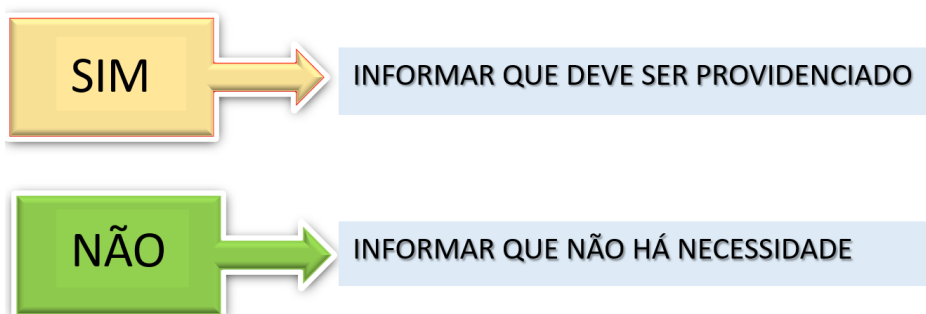 SIM
INFORMAR QUE DEVE SER PROVIDENCIADO
NÃO
INFORMAR QUE NÃO HÁ NECESSIDADE